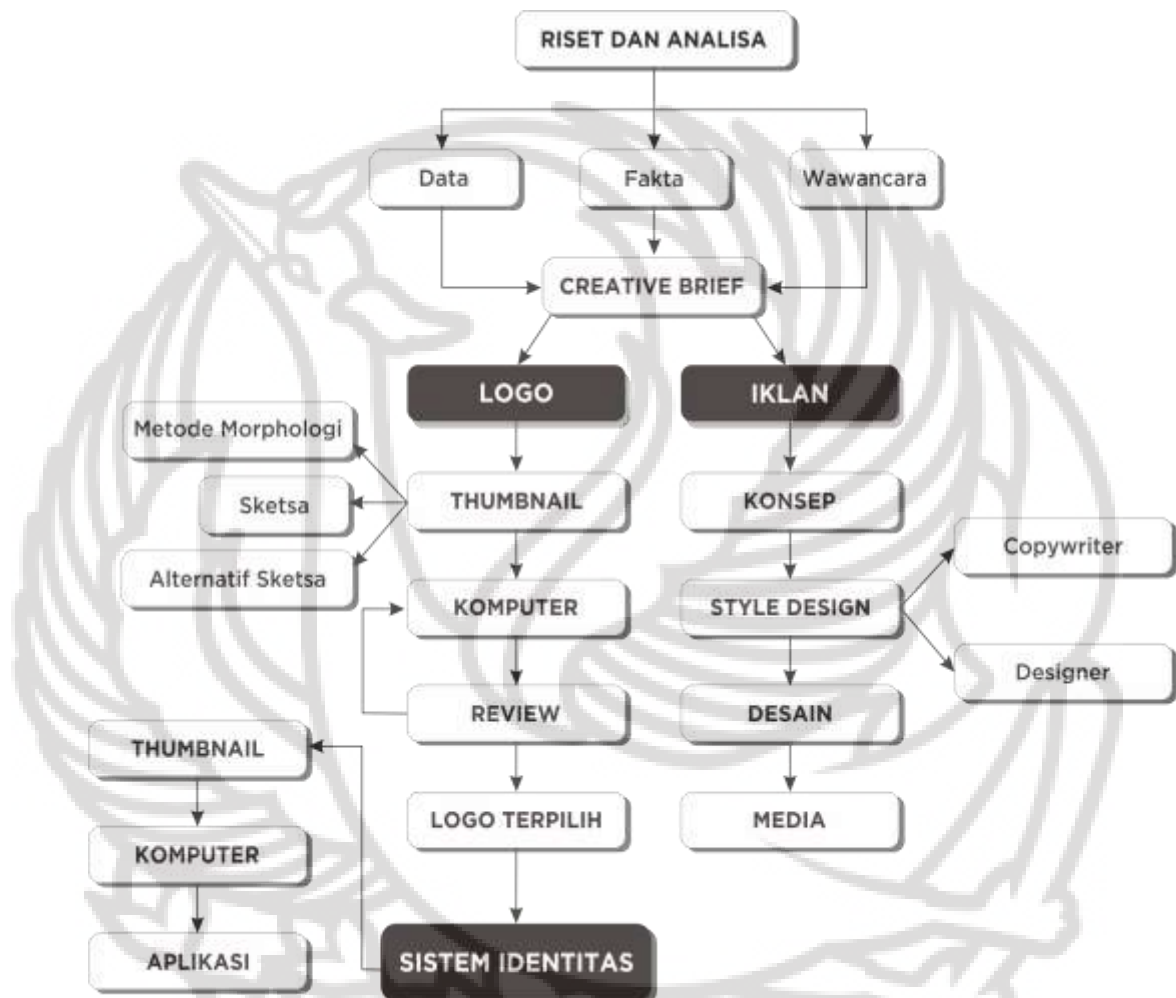 RISET DAN ANALISA
Data
Fakta
Wawancara
CREATIVE BRIEF
LOGO
IKLAN
Metode Morphologi
Sketsa
THUMBNAIL
KONSEP
Copywriter
Alternatif Sketsa
KOMPUTER
STYLE DESIGN
Designer
REVIEW
DESAIN
THUMBNAIL
LOGO TERPILIH
MEDIA
KOMPUTER
APLIKASI
SISTEM IDENTITAS